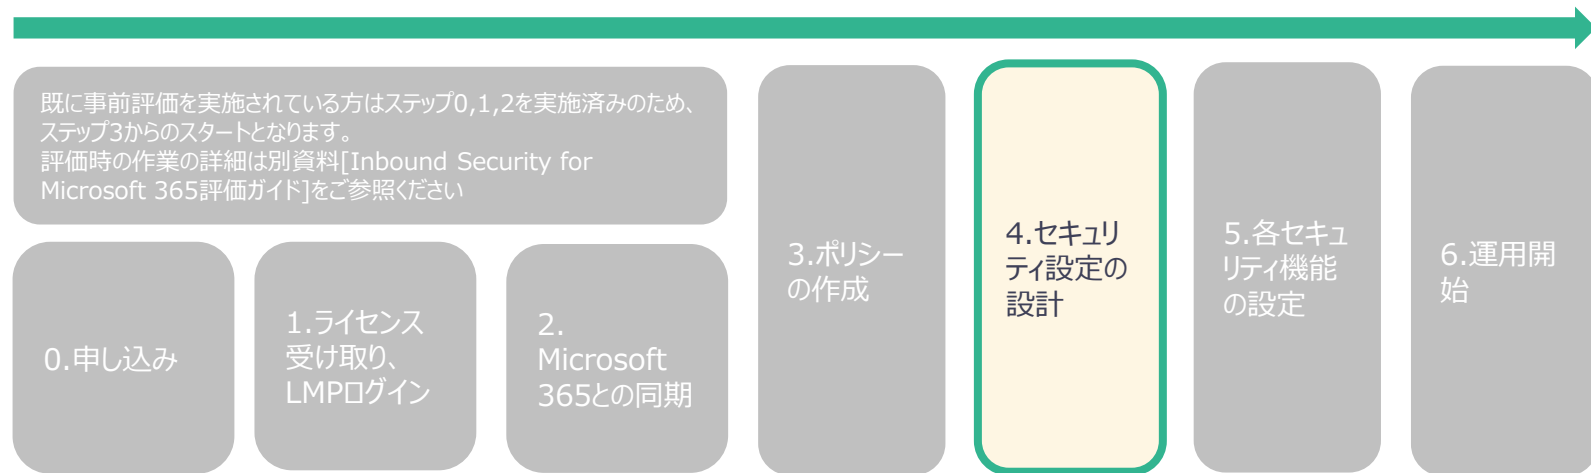 既に事前評価を実施されている方はステップ0,1,2を実施済みのため、
ステップ3からのスタートとなります。
評価時の作業の詳細は別資料[Inbound Security for
Microsoft 365評価ガイド]をご参照ください
0.申し込み
1.ライセンス
受け取り、
LMPログイン
2.
Microsoft
365との同期
3.ポリシー
の作成
4.セキュリ
ティ設定の
設計
5.各セキュ
リティ機能
の設定
6.運用開
始